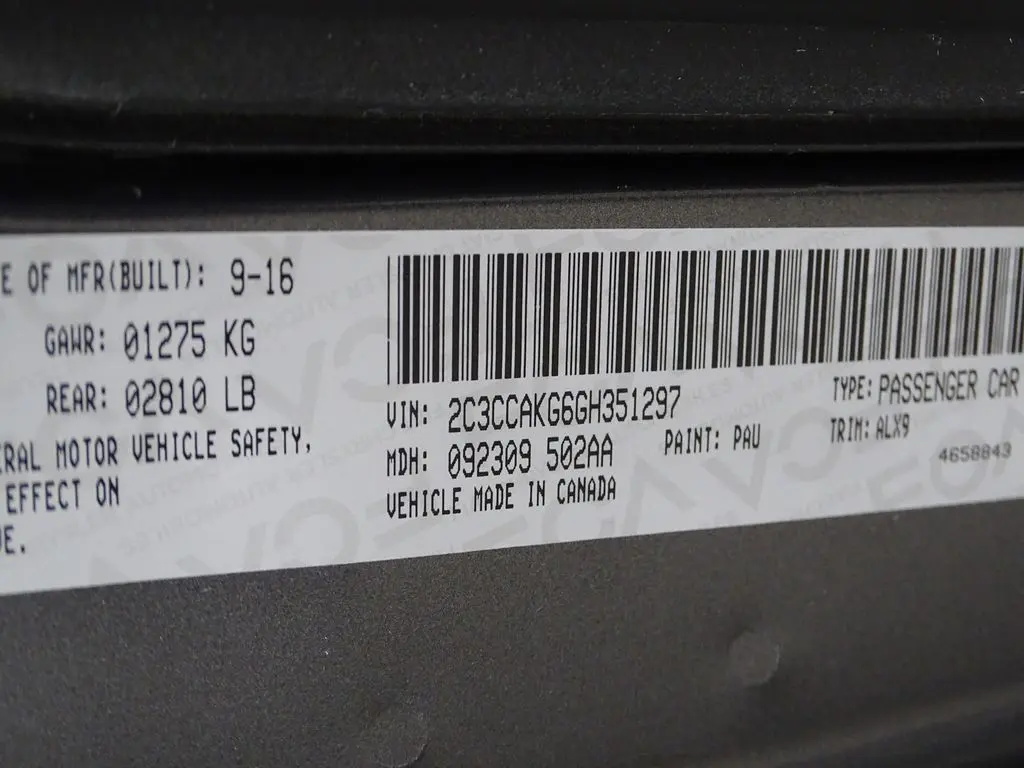 E OF MFR(BUILT): 9-16
GAWR: 01275 KG
REAR: 02810 LB
ERAL MOTOR VEHICLE SAFETY,
EFFECT ON
E.
VIN: 2C3CCAKG6GH351297
TYPE: PASSENGER CAR
MDH: 092309 502AA
PAINT: PAU
TRIM: ALX9
VEHICLE MADE IN CANADA
4658843